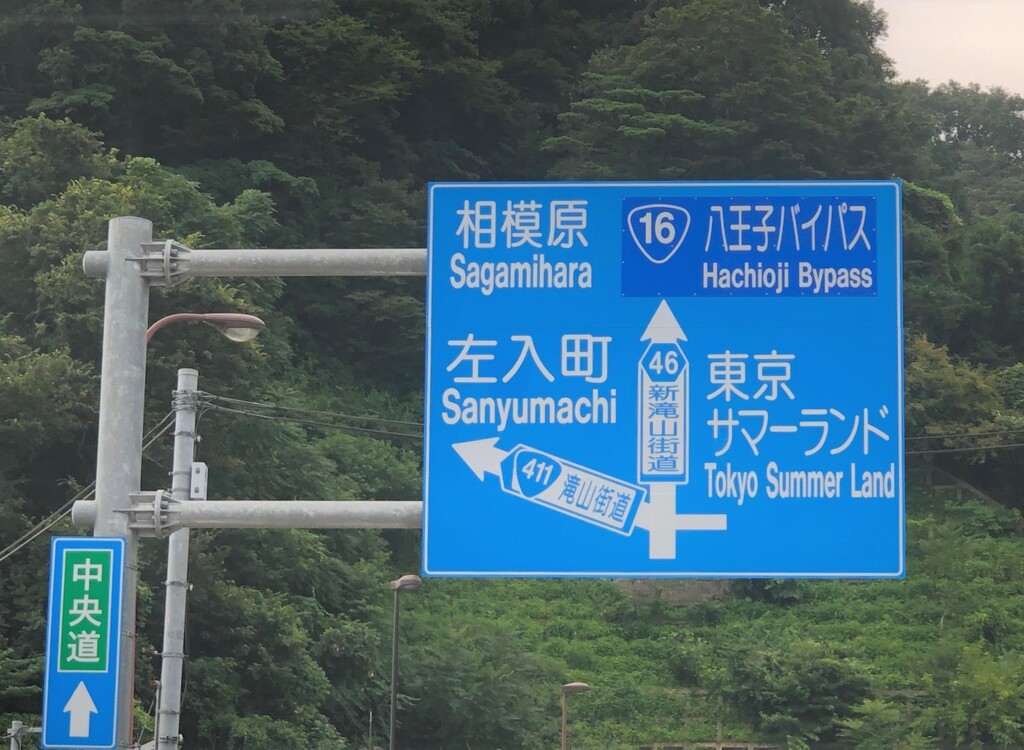 相模原
Sagamihara
16 八王子バイパス
Hachioji Bypass
左入町
Sanyumachi
46
新滝山街道
東京
サマーランド
Tokyo Summer Land
411 滝山街道
中央道